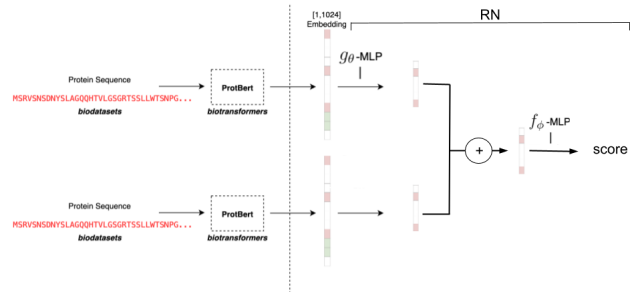 RN
[1,1024]
Embedding
gθ-MLP
Protein Sequence
MSRVSNSDNYSLAGQQHTVLGSGRTSSLLWTSNPG...
biodatasets
ProtBert
biotransformers
+
fϕ-MLP
score
Protein Sequence
MSRVSNSDNYSLAGQQHTVLGSGRTSSLLWTSNPG...
biodatasets
ProtBert
biotransformers